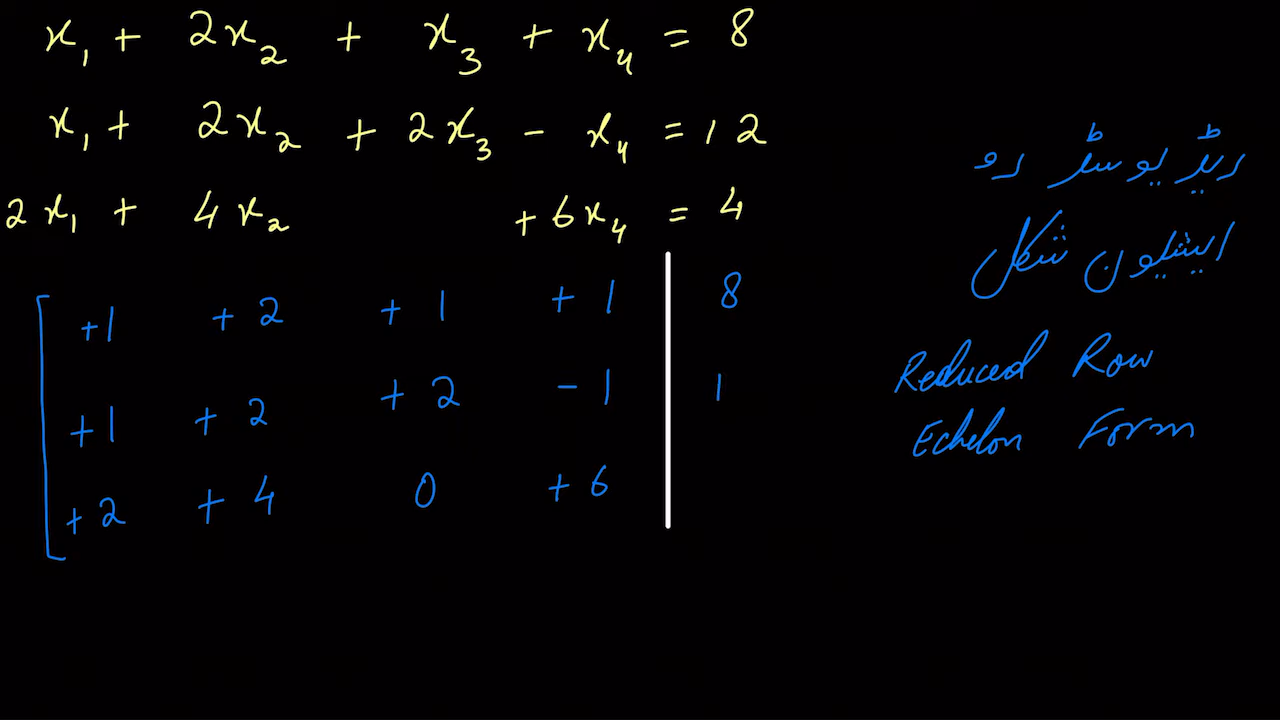 x₁ + 2x₂ + x₃ + x₄ = 8
x₁ + 2x₂ + 2x₃ - x₄ = 12
2x₁ + 4x₂ + 6x₄ = 4
+1 +2 +1 +1 8
+1 +2 +2 -1 1
+2 +4 0 +6
ریڈیوسڈ رو
ایشیلون شکل
Reduced Row
Echelon Form